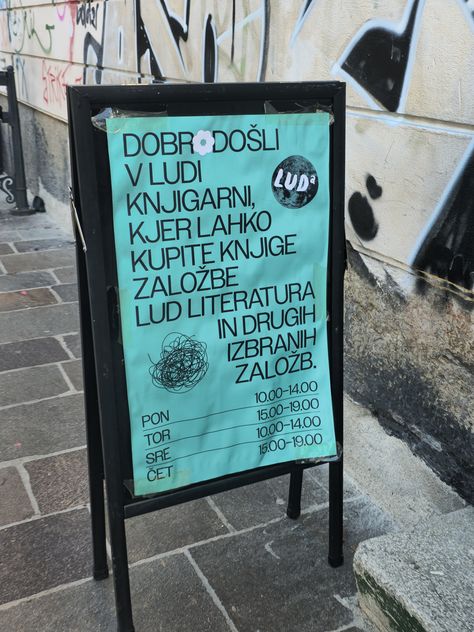 DOBRODOŠLI
V LUDI
KNJIGARNI,
KJER LAHKO
KUPITE KNJIGE
ZALOŽBE
LUD LITERATURA
IN DRUGIH
IZBRANIH
ZALOŽB.
LUDa
PON 10.00–14.00
TOR 15.00–19.00
SRE 10.00–14.00
ČET 15.00–19.00